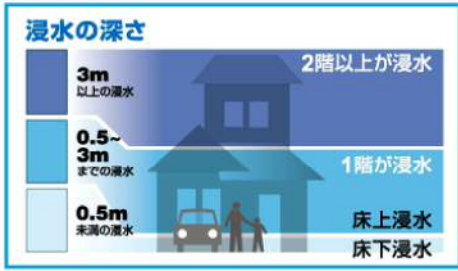 浸水の深さ
3m
以上の浸水
2階以上が浸水
0.5~
3m
までの浸水
1階が浸水
0.5m
未満の浸水
床上浸水
床下浸水